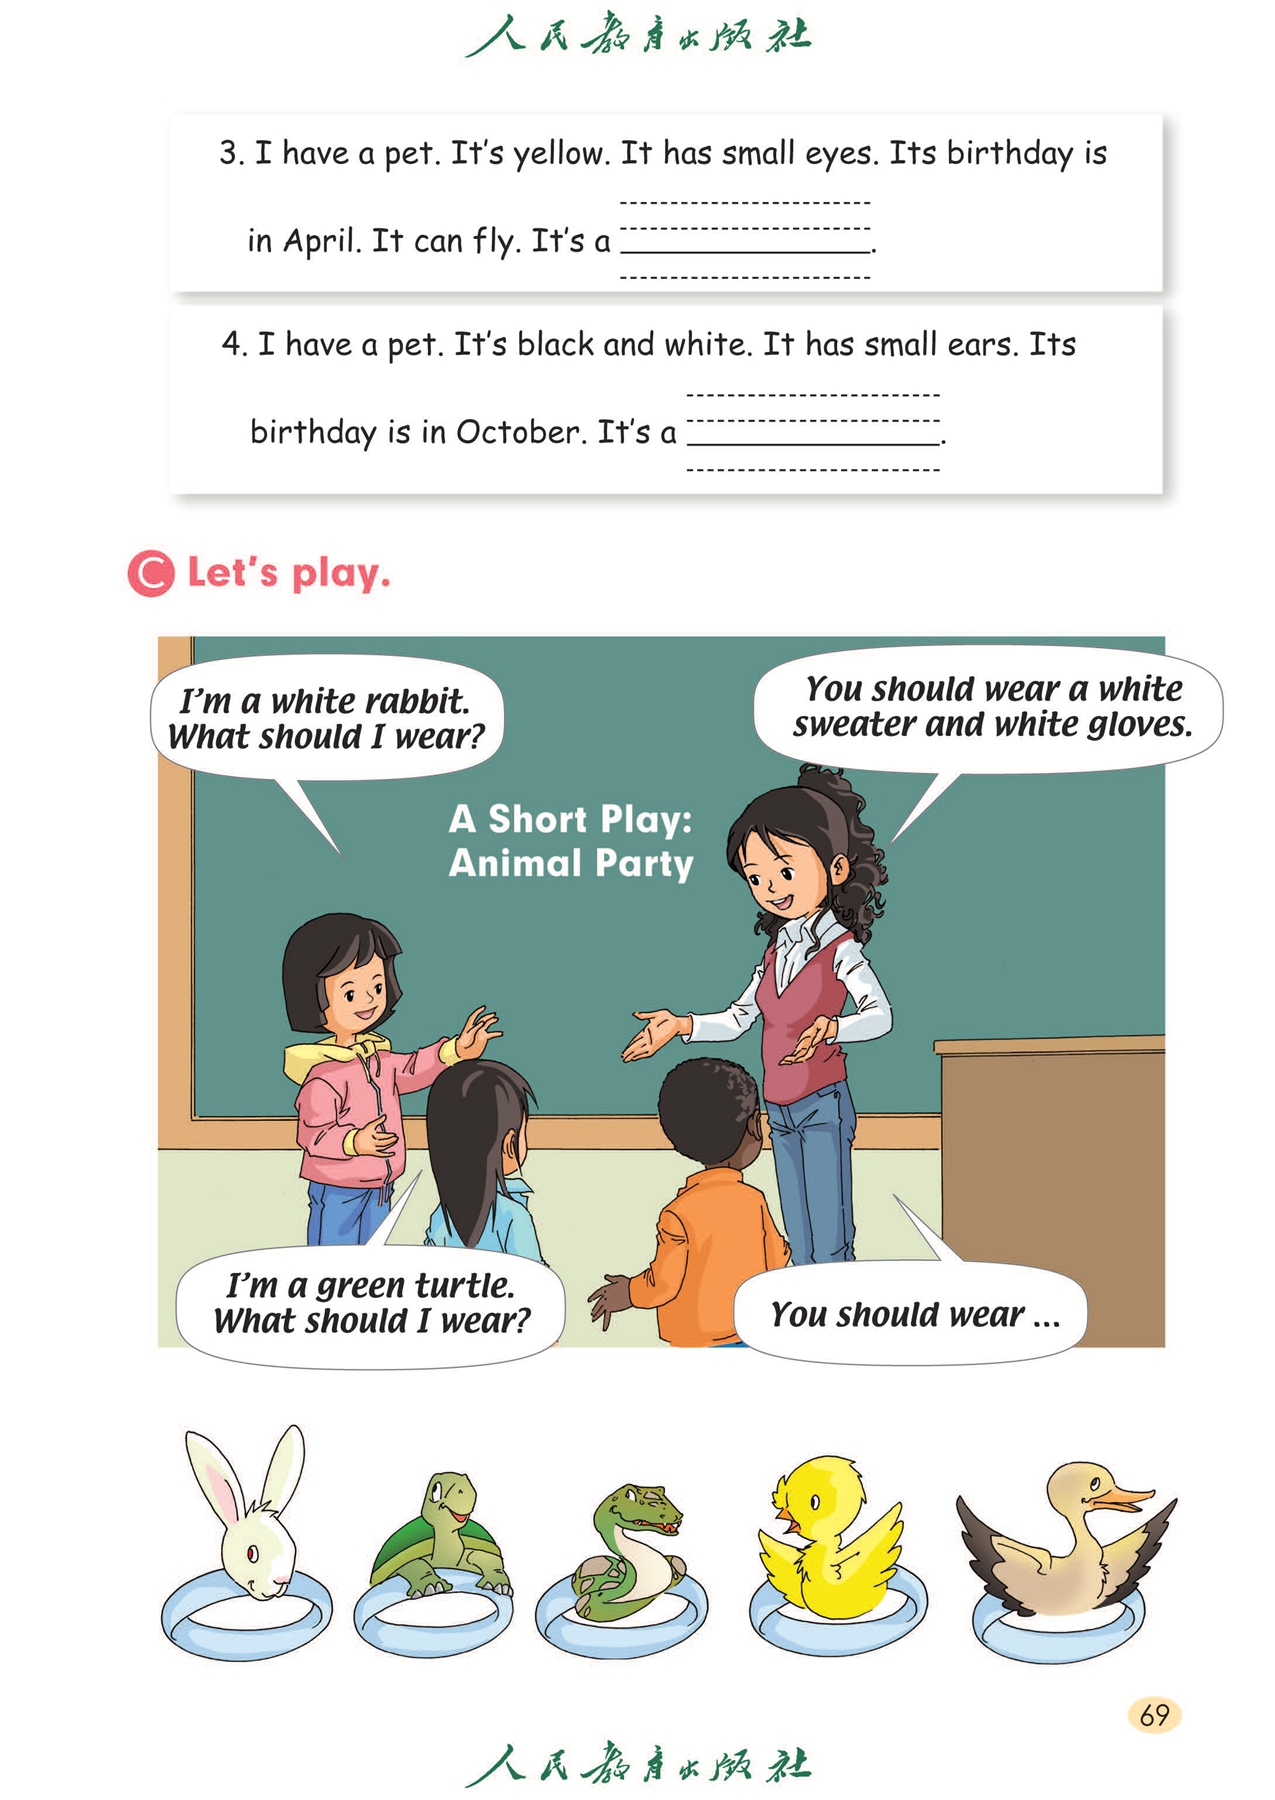 人民教育出版社
3. I have a pet. It's yellow. It has small eyes. Its birthday is
in April. It can fly. It's a ____________.
4. I have a pet. It's black and white. It has small ears. Its
birthday is in October. It's a ____________.
C Let's play.
I'm a white rabbit.
What should I wear?
You should wear a white
sweater and white gloves.
A Short Play:
Animal Party
I'm a green turtle.
What should I wear?
You should wear ...
69
人民教育出版社